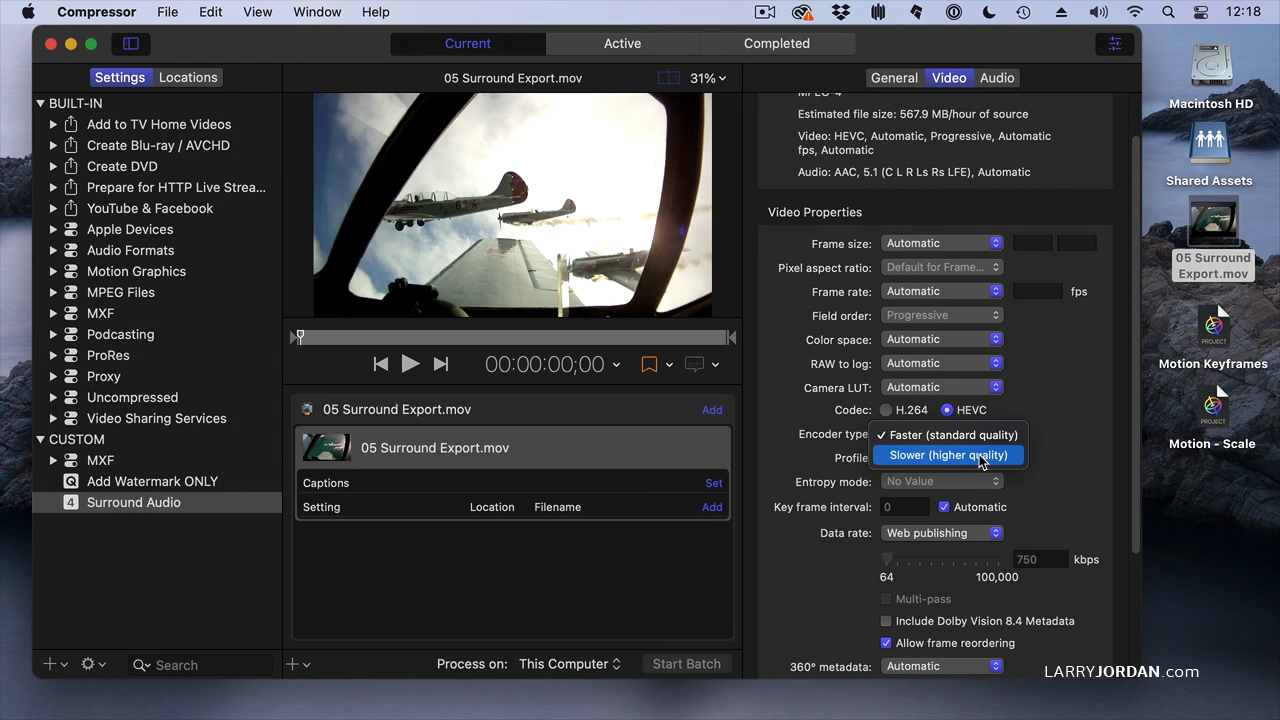 Compressor File Edit View Window Help 12:18
Current Active Completed
Settings Locations
05 Surround Export.mov 31%
General Video Audio
BUILT-IN
Add to TV Home Videos
Create Blu-ray / AVCHD
Create DVD
Prepare for HTTP Live Strea...
YouTube & Facebook
Apple Devices
Audio Formats
Motion Graphics
MPEG Files
MXF
Podcasting
ProRes
Proxy
Uncompressed
Video Sharing Services
CUSTOM
MXF
Add Watermark ONLY
4 Surround Audio
Search
00:00:00;00
05 Surround Export.mov Add
05 Surround Export.mov
Captions Set
Setting Location Filename Add
Process on: This Computer Start Batch
MPEG-4
Estimated file size: 567.9 MB/hour of source
Video: HEVC, Automatic, Progressive, Automatic
fps, Automatic
Audio: AAC, 5.1 (C L R Ls Rs LFE), Automatic
Video Properties
Frame size: Automatic
Pixel aspect ratio: Default for Frame...
Frame rate: Automatic fps
Field order: Progressive
Color space: Automatic
RAW to log: Automatic
Camera LUT: Automatic
Codec: H.264 HEVC
Encoder type ✓ Faster (standard quality)
Slower (higher quality)
Profile
Entropy mode: No Value
Key frame interval: 0 Automatic
Data rate: Web publishing
750 kbps
64 100,000
Multi-pass
Include Dolby Vision 8.4 Metadata
Allow frame reordering
360° metadata: Automatic
Macintosh HD
Shared Assets
05 Surround
Export.mov
PROJECT
Motion Keyframes
PROJECT
Motion - Scale
LARRYJORDAN.com